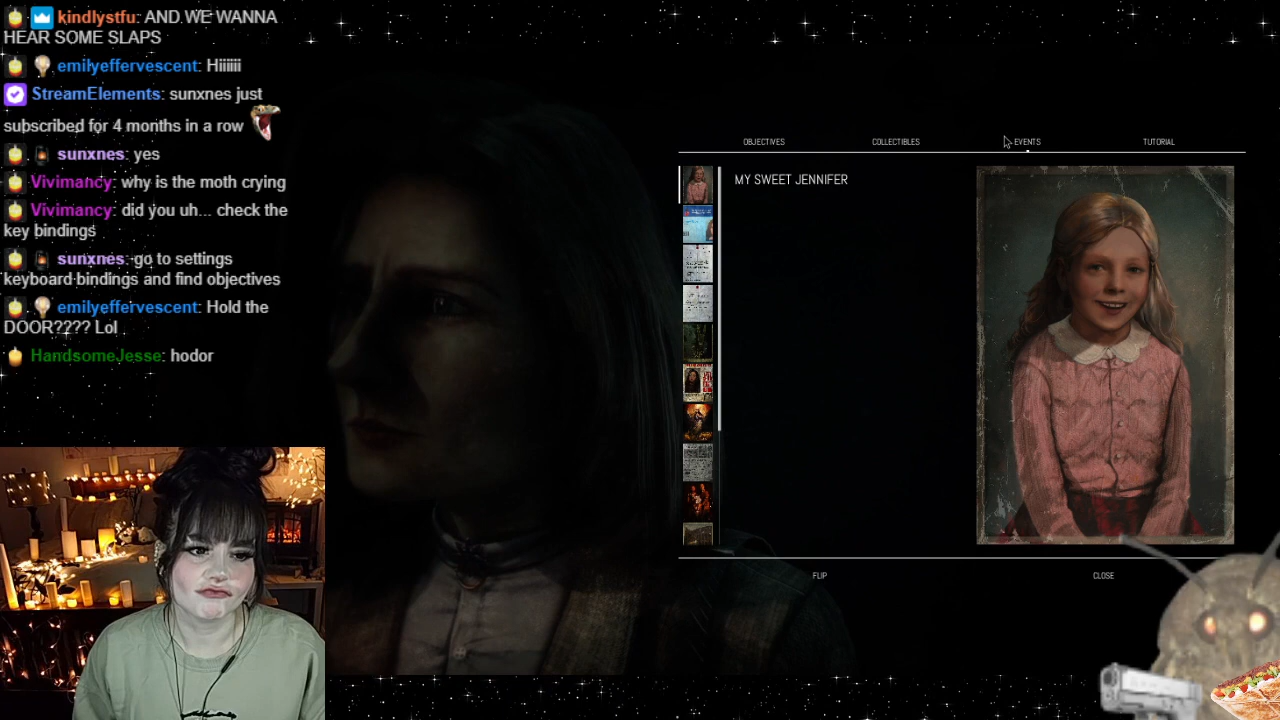 kindlystfu: AND WE WANNA
HEAR SOME SLAPS
emilyeffervescent: Hiiiiii
StreamElements: sunxnes just
subscribed for 4 months in a row
sunxnes: yes
Vivimancy: why is the moth crying
Vivimancy: did you uh... check the
key bindings
sunxnes: go to settings
keyboard bindings and find objectives
emilyeffervescent: Hold the
DOOR???? Lol
HandsomeJesse: hodor
OBJECTIVES
COLLECTIBLES
EVENTS
TUTORIAL
MY SWEET JENNIFER
FLIP
CLOSE